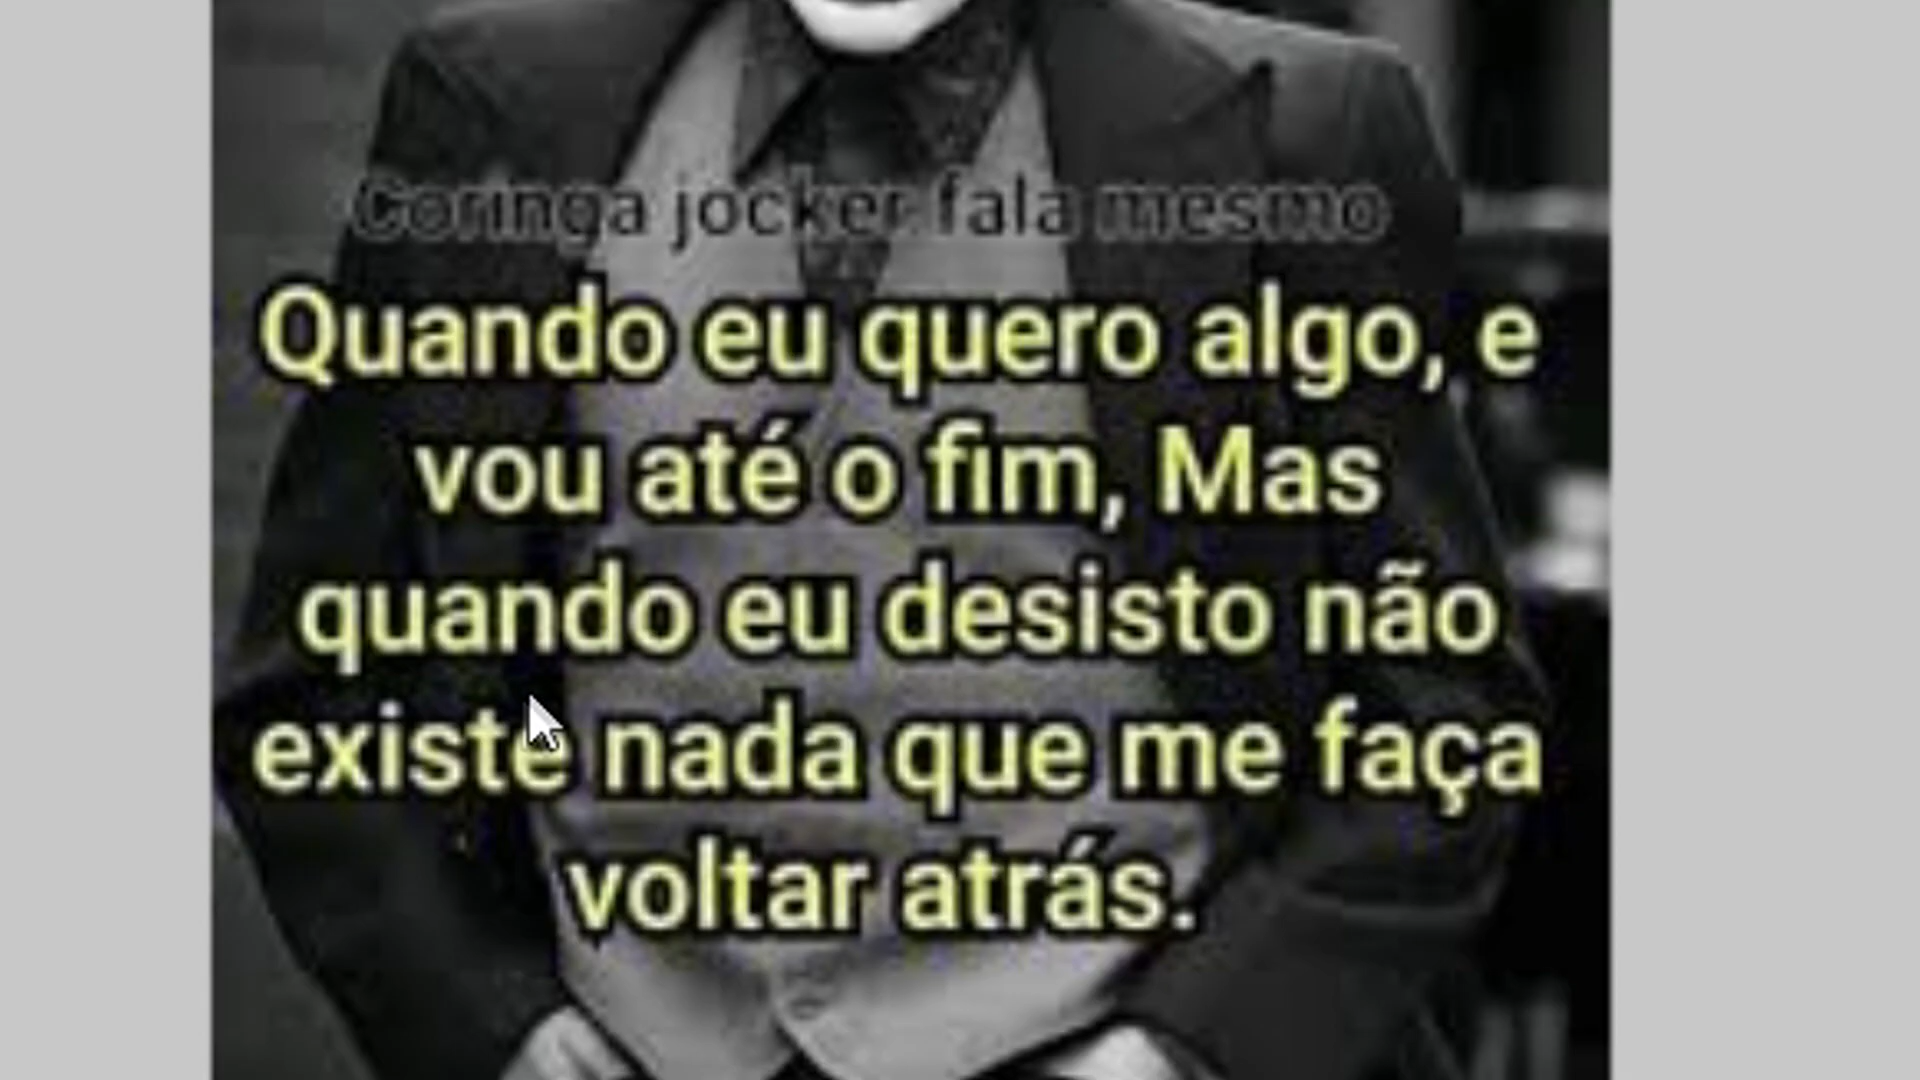 Coringa jocker fala mesmo
Quando eu quero algo, e
vou até o fim, Mas
quando eu desisto não
existe nada que me faça
voltar atrás.